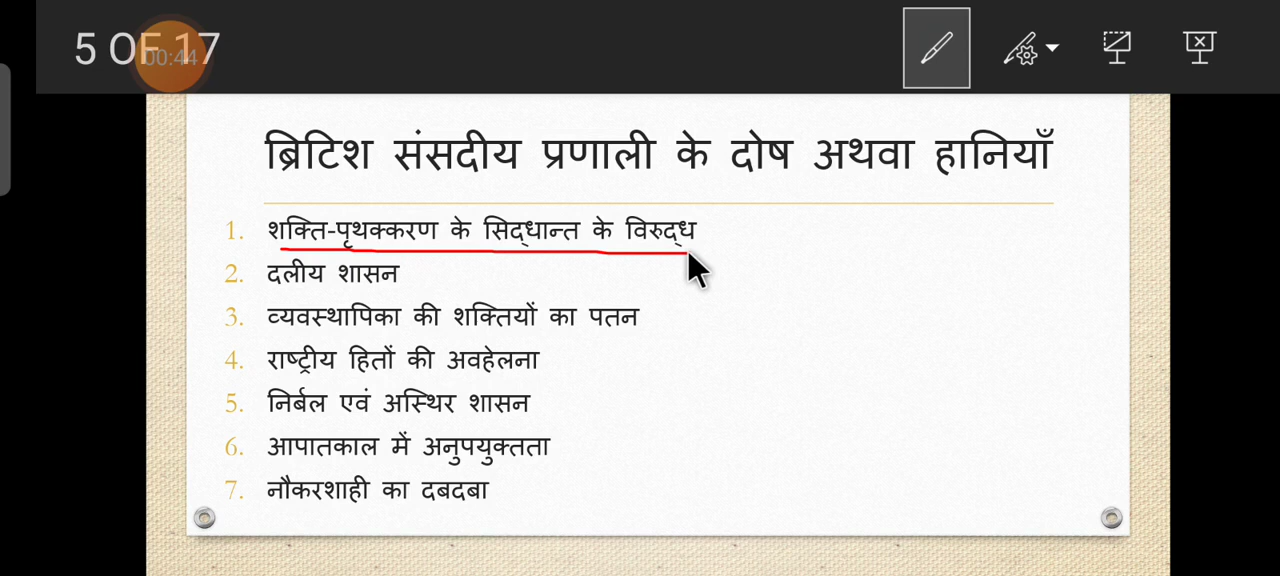 5 OF 17
00:44
ब्रिटिश संसदीय प्रणाली के दोष अथवा हानियाँ
1. शक्ति-पृथक्करण के सिद्धान्त के विरुद्ध
2. दलीय शासन
3. व्यवस्थापिका की शक्तियों का पतन
4. राष्ट्रीय हितों की अवहेलना
5. निर्बल एवं अस्थिर शासन
6. आपातकाल में अनुपयुक्तता
7. नौकरशाही का दबदबा